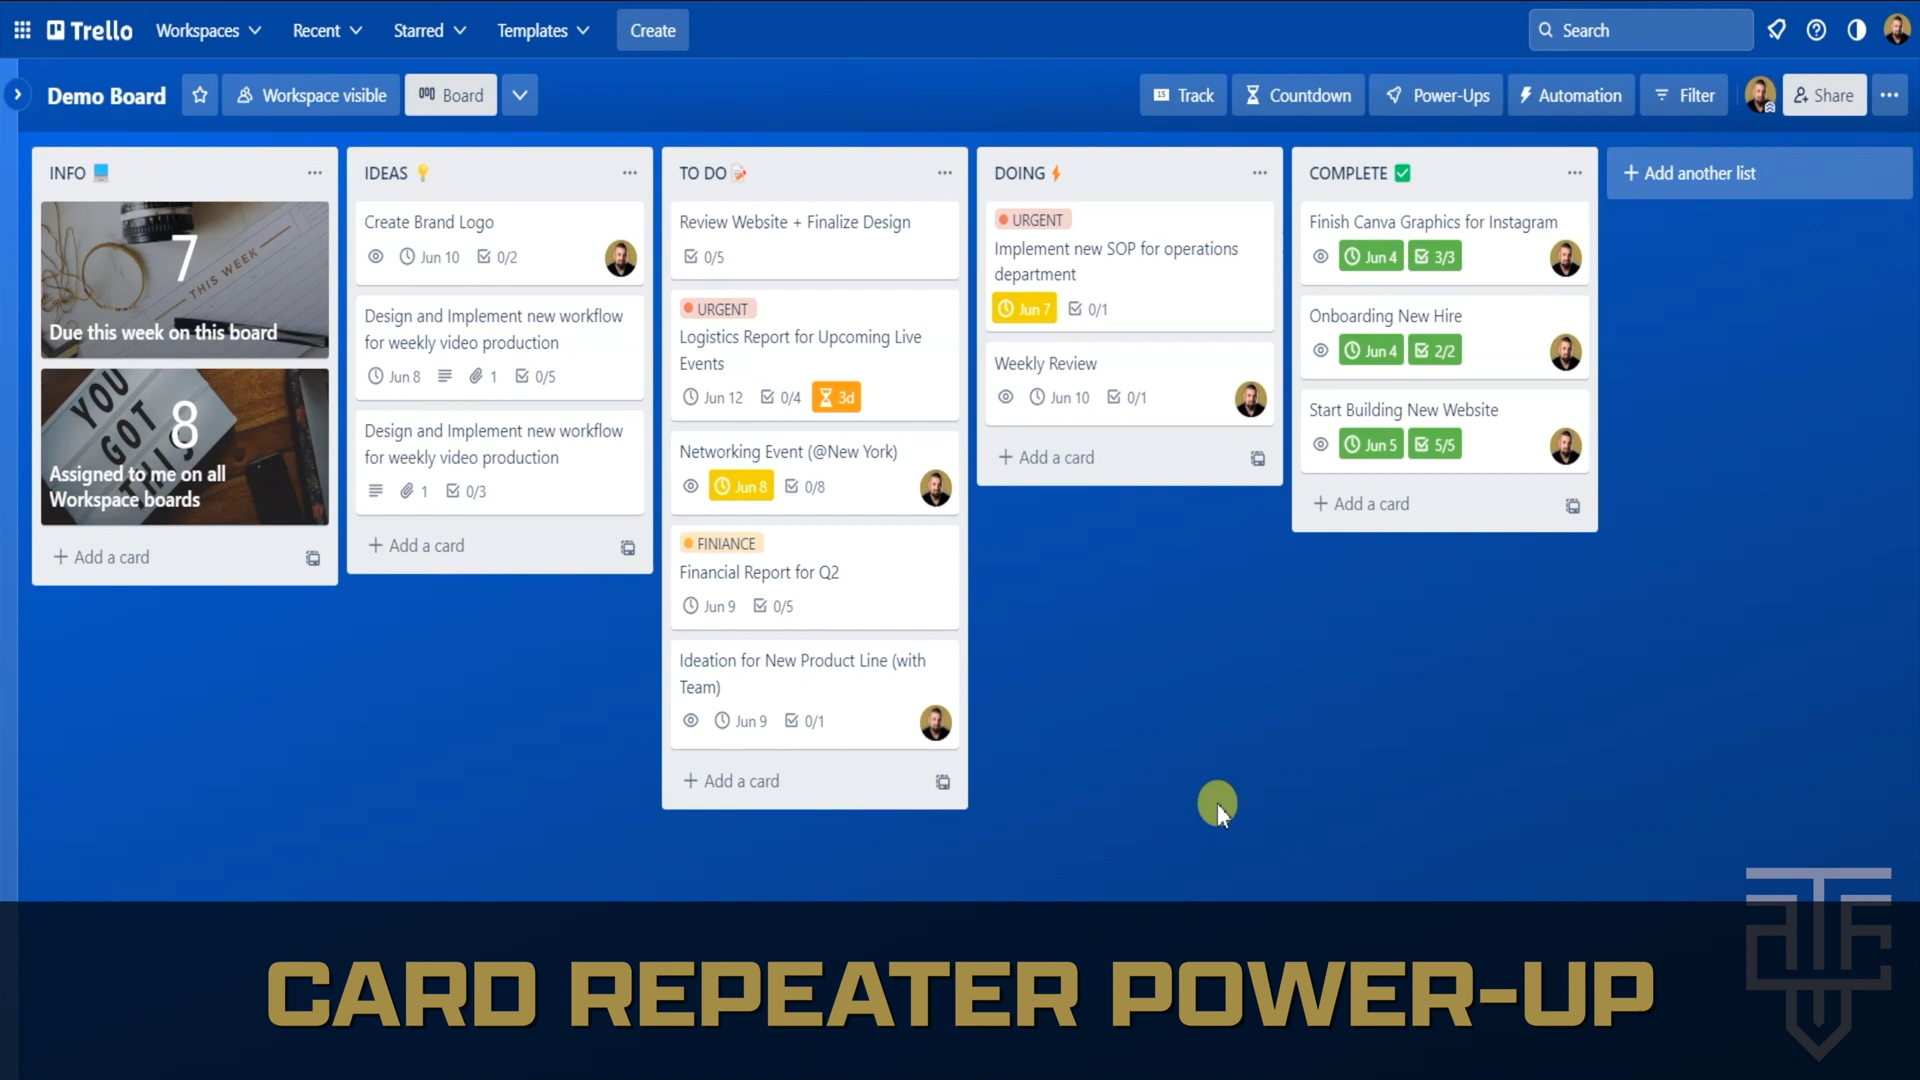 Trello
Workspaces
Recent
Starred
Templates
Create
Search
Demo Board
Workspace visible
Board
Track
Countdown
Power-Ups
Automation
Filter
Share
INFO
7
THIS WEEK
Due this week on this board
YOU
GOT
THIS
8
Assigned to me on all
Workspace boards
+ Add a card
IDEAS
Create Brand Logo
Jun 10
0/2
Design and Implement new workflow
for weekly video production
Jun 8
1
0/5
Design and Implement new workflow
for weekly video production
1
0/3
+ Add a card
TO DO
Review Website + Finalize Design
0/5
URGENT
Logistics Report for Upcoming Live
Events
Jun 12
0/4
3d
Networking Event (@New York)
Jun 8
0/8
FINIANCE
Financial Report for Q2
Jun 9
0/5
Ideation for New Product Line (with
Team)
Jun 9
0/1
+ Add a card
DOING
URGENT
Implement new SOP for operations
department
Jun 7
0/1
Weekly Review
Jun 10
0/1
+ Add a card
COMPLETE
Finish Canva Graphics for Instagram
Jun 4
3/3
Onboarding New Hire
Jun 4
2/2
Start Building New Website
Jun 5
5/5
+ Add a card
+ Add another list
CARD REPEATER POWER-UP